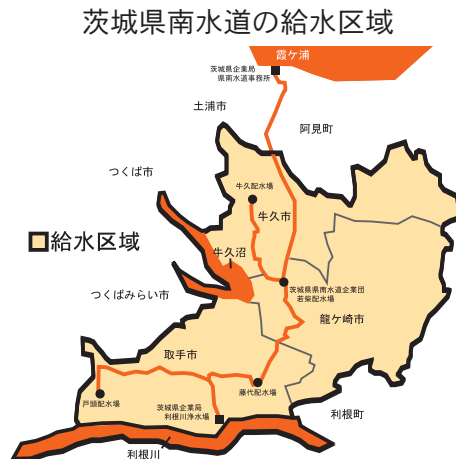 茨城県南水道の給水区域
霞ケ浦
茨城県企業局
県南水道事務所
土浦市
阿見町
つくば市
牛久配水場
牛久市
給水区域
牛久沼
茨城県県南水道企業団
若柴配水場
つくばみらい市
龍ケ崎市
取手市
戸頭配水場
藤代配水場
茨城県企業局
利根川浄水場
利根町
利根川